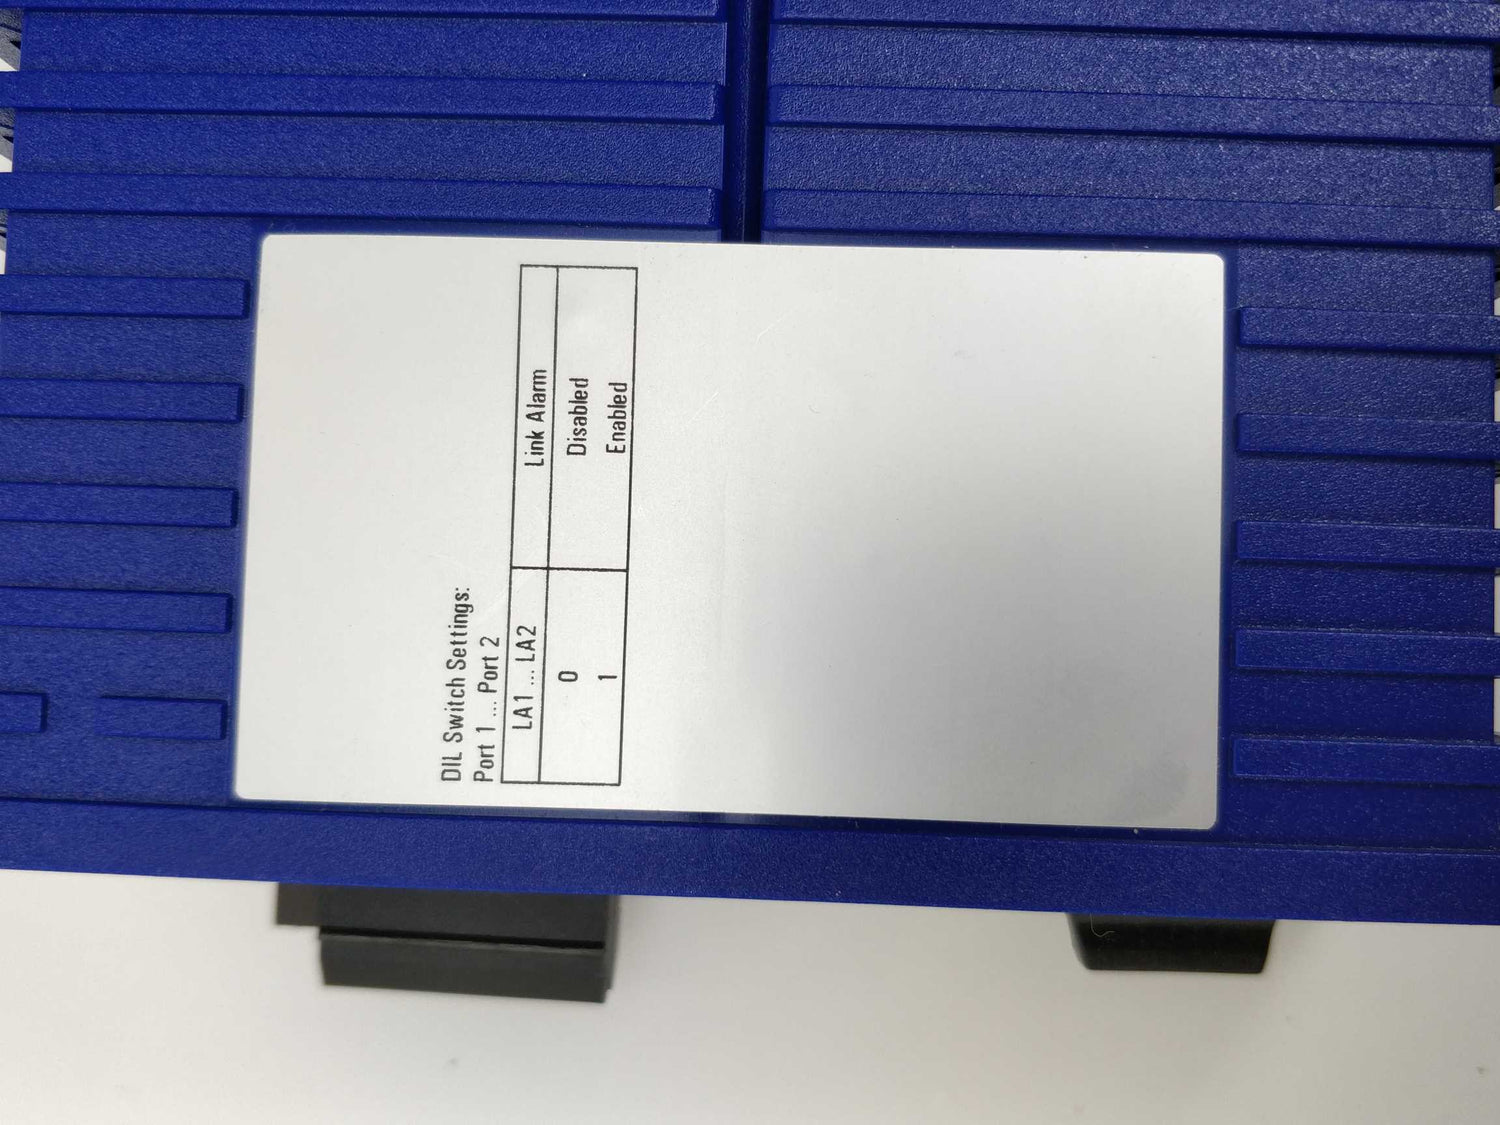 DIL Switch Settings:
Port 1 ... Port 2
LA1 ... LA2 Link Alarm
0 Disabled
1 Enabled